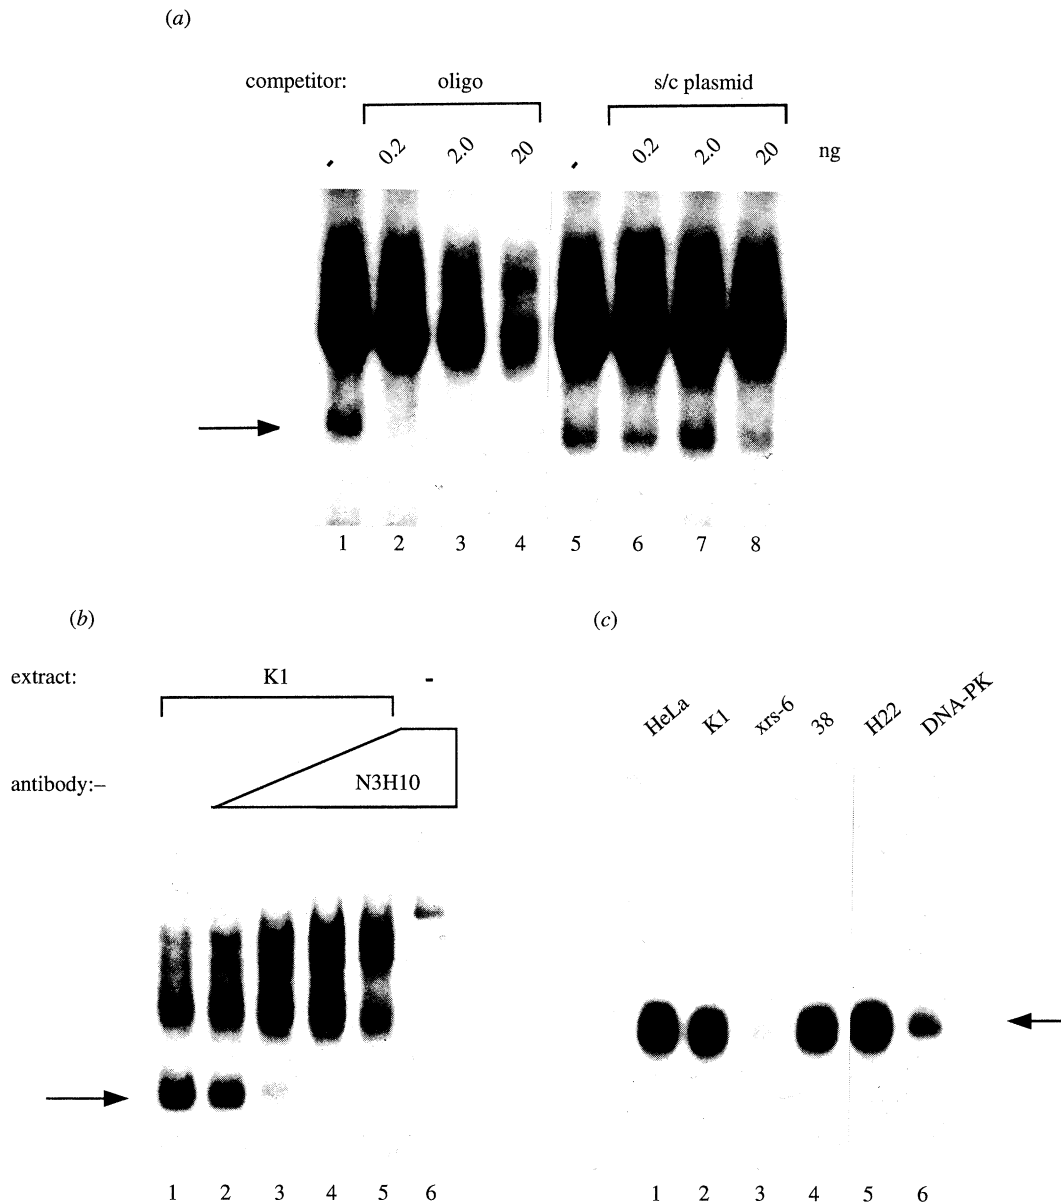 (a)
competitor: oligo s/c plasmid
- 0.2 2.0 20 - 0.2 2.0 20 ng
1 2 3 4 5 6 7 8
(b)
extract: K1 -
antibody:– N3H10
1 2 3 4 5 6
(c)
HeLa K1 xrs-6 38 H22 DNA-PK
1 2 3 4 5 6